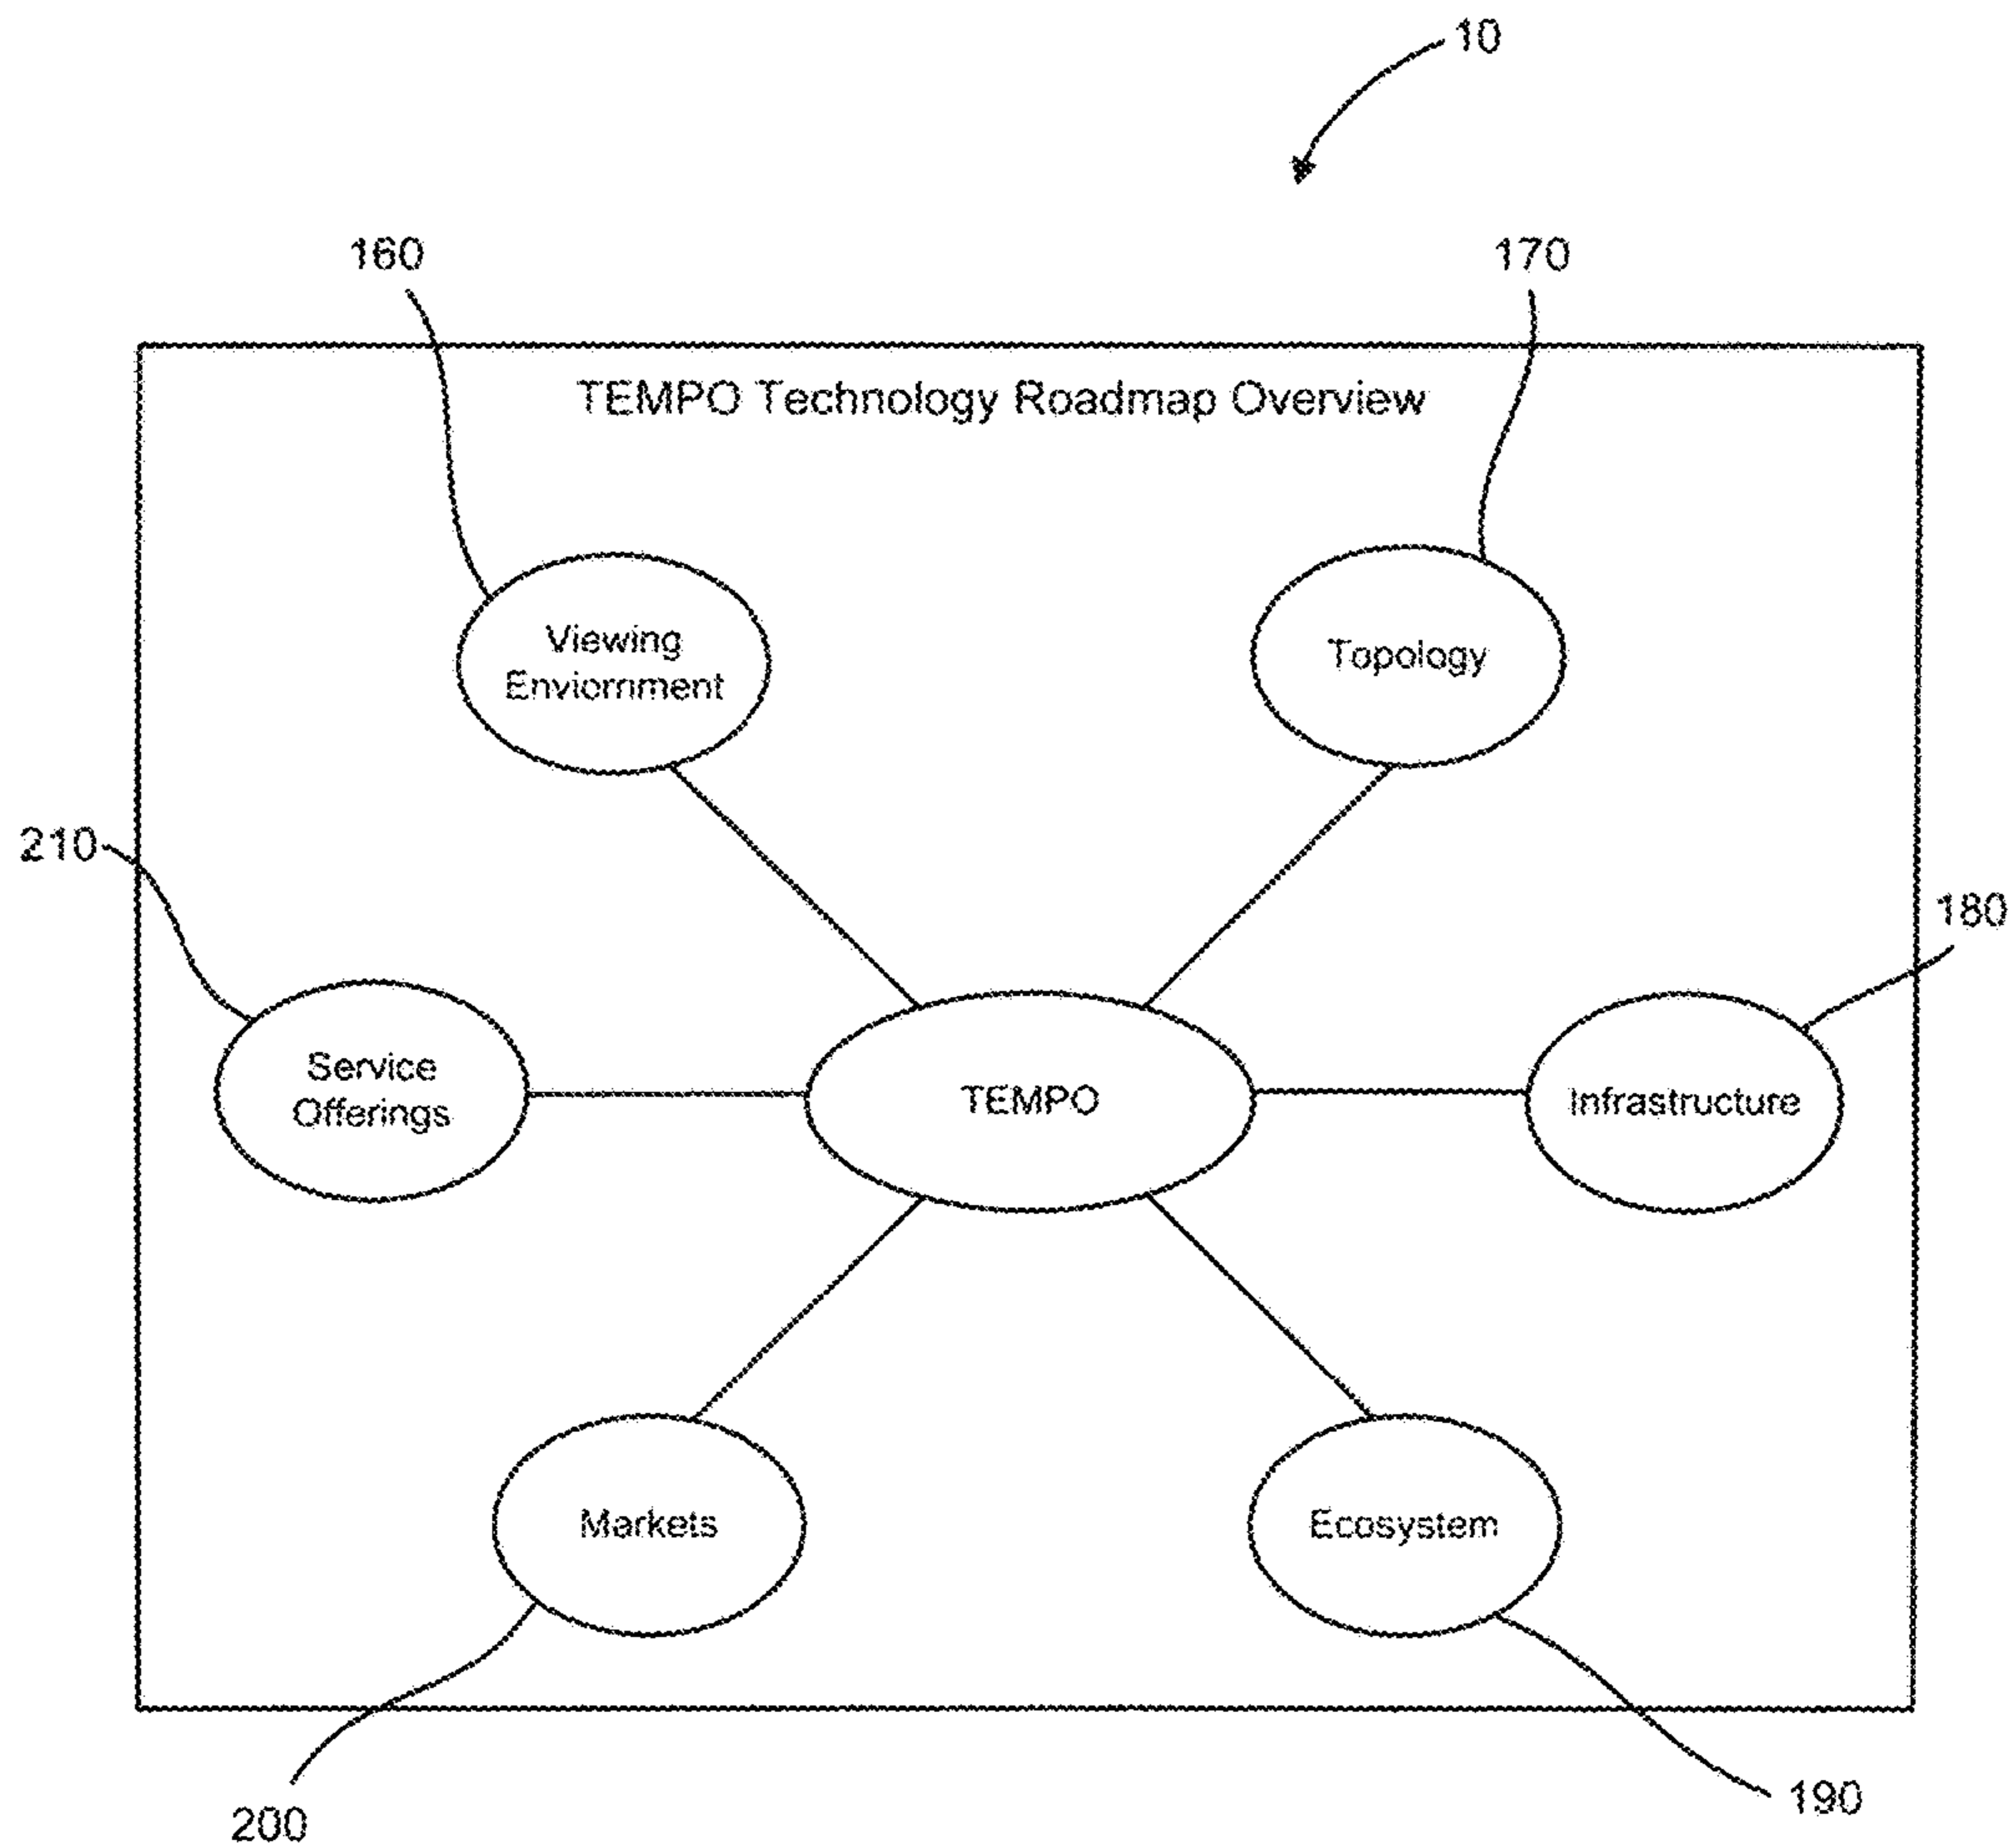 10
160
170
TEMPO Technology Roadmap Overview
Viewing
Enviornment
Topology
210
180
Service
Offerings
TEMPO
Infrastructure
Markets
Ecosystem
190
200